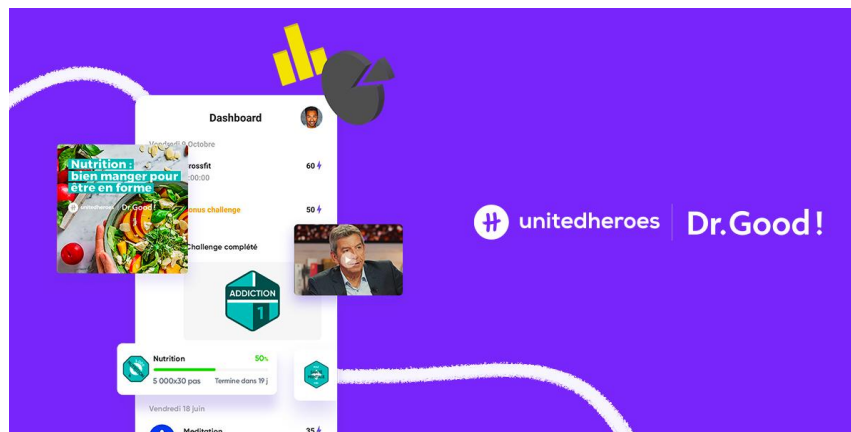 Dashboard
Vendredi 9 Octobre
rossfit
:00:00
60
onus challenge
50
Challenge complété
Nutrition :
bien manger pour
être en forme
unitedheroes Dr.Good!
ADDICTION
1
Nutrition
50%
5 000x30 pas
Termine dans 19 j
Vendredi 18 juin
Meditation
35
unitedheroes
Dr.Good!